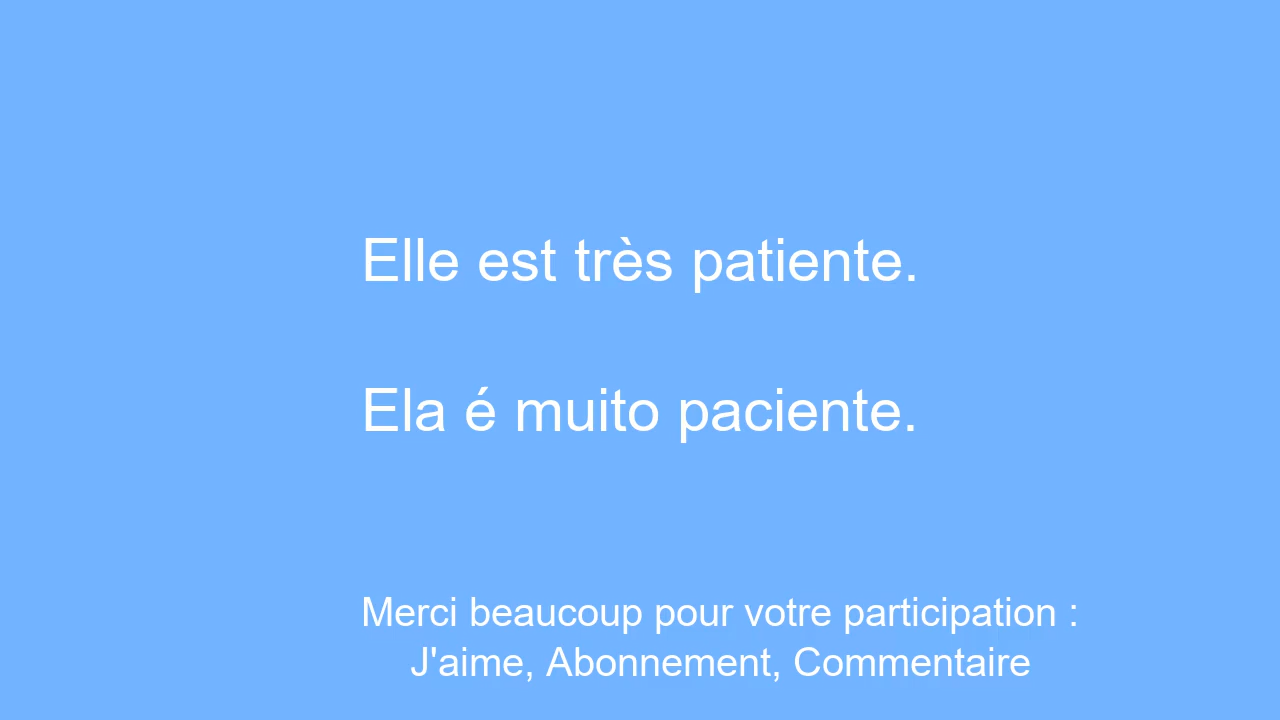 Elle est très patiente.
Ela é muito paciente.
Merci beaucoup pour votre participation :
J'aime, Abonnement, Commentaire